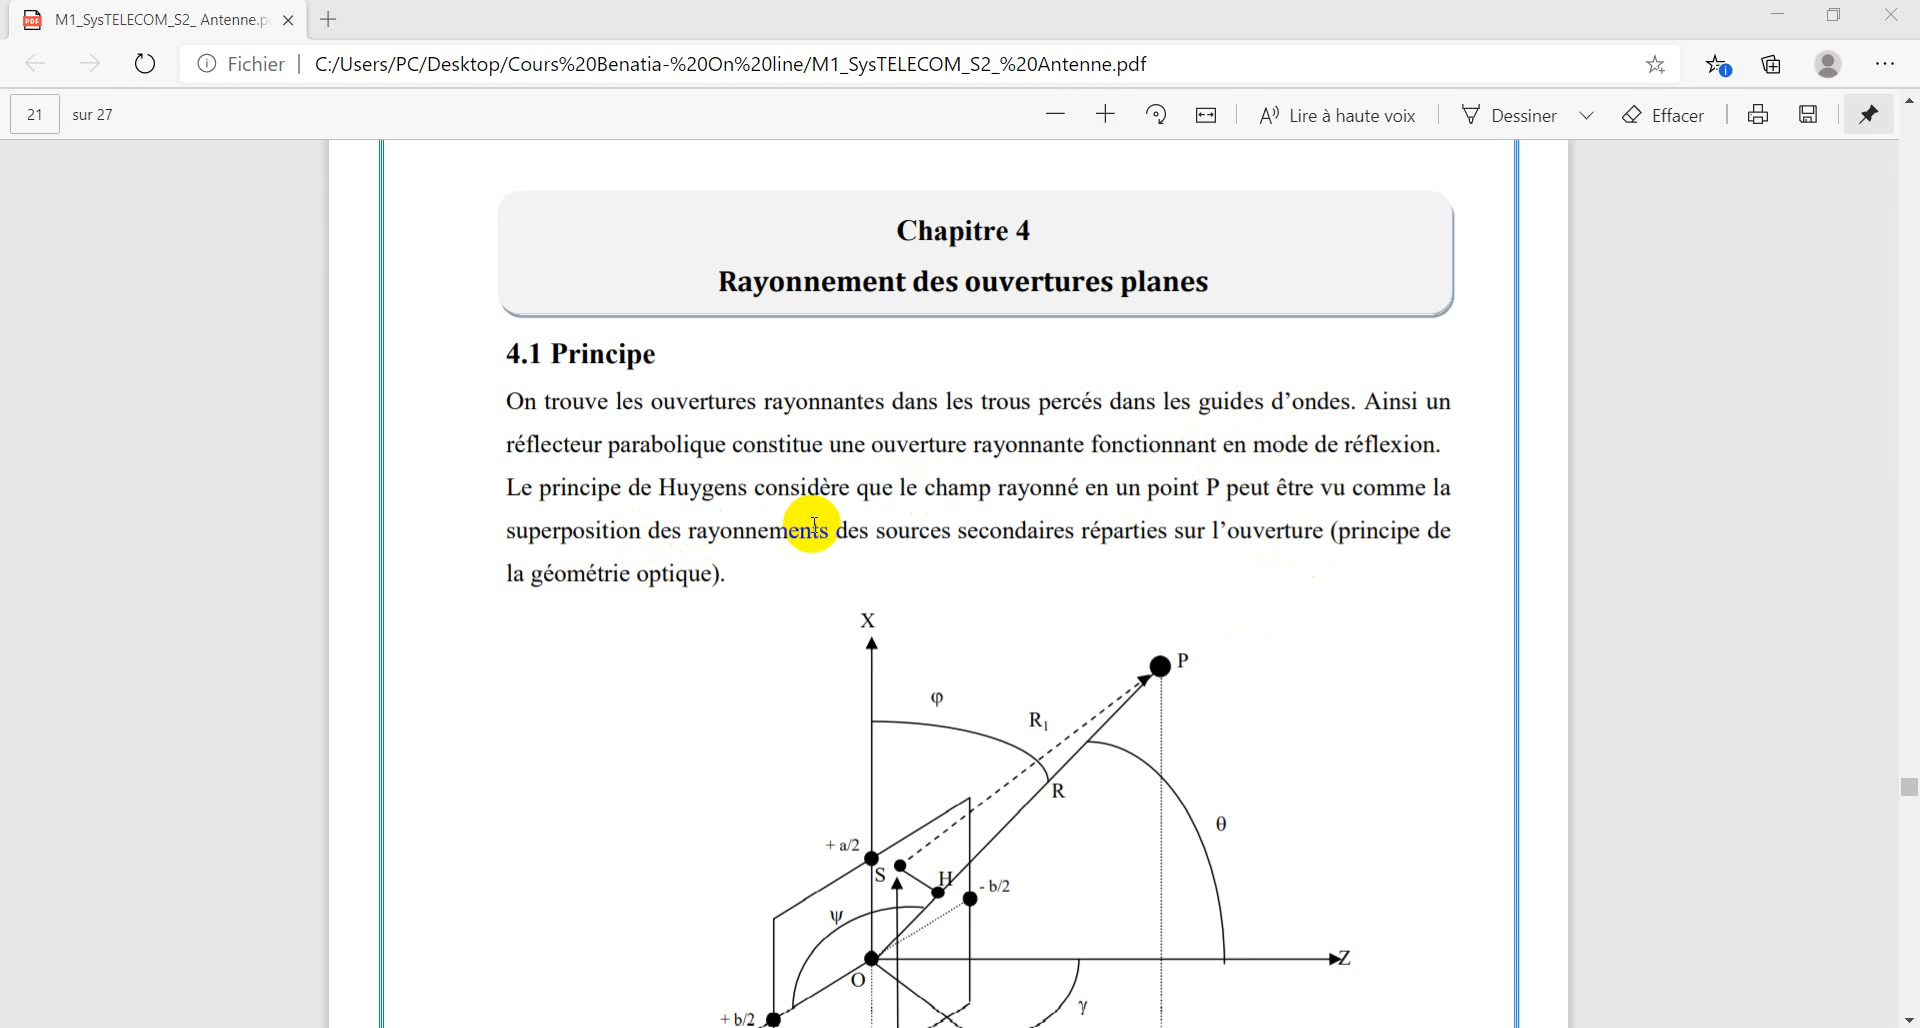 M1_SysTELECOM_S2_ Antenne.p
Fichier | C:/Users/PC/Desktop/Cours%20Benatia-%20On%20line/M1_SysTELECOM_S2_%20Antenne.pdf
21 sur 27
Lire à haute voix
Dessiner
Effacer
Chapitre 4
Rayonnement des ouvertures planes
4.1 Principe
On trouve les ouvertures rayonnantes dans les trous percés dans les guides d’ondes. Ainsi un
réflecteur parabolique constitue une ouverture rayonnante fonctionnant en mode de réflexion.
Le principe de Huygens considère que le champ rayonné en un point P peut être vu comme la
superposition des rayonnements des sources secondaires réparties sur l’ouverture (principe de
la géométrie optique).
X
P
φ
R₁
R
θ
+ a/2
S
H
- b/2
ψ
Z
O
γ
+ b/2